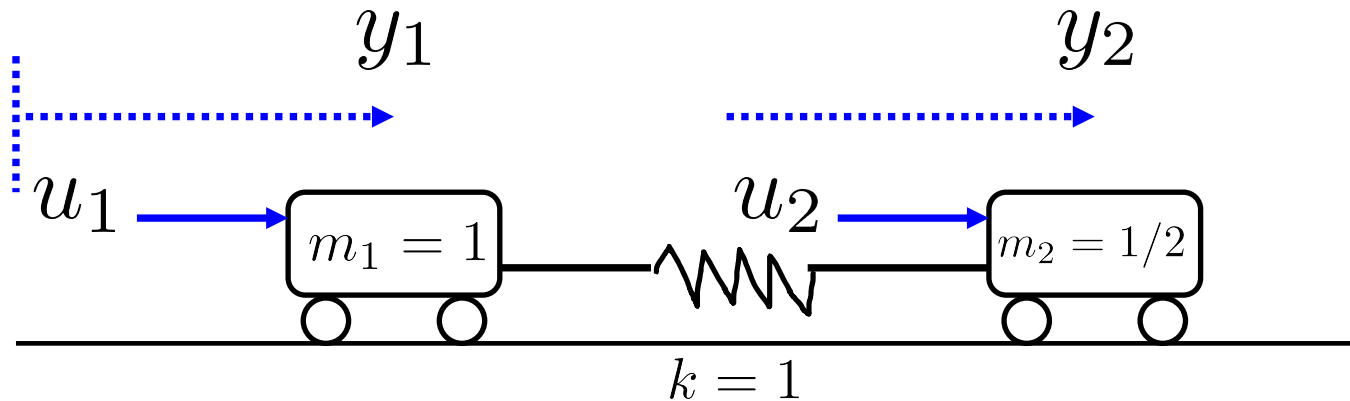 y₁ y₂
u₁ u₂
m₁ = 1 m₂ = 1/2
k = 1